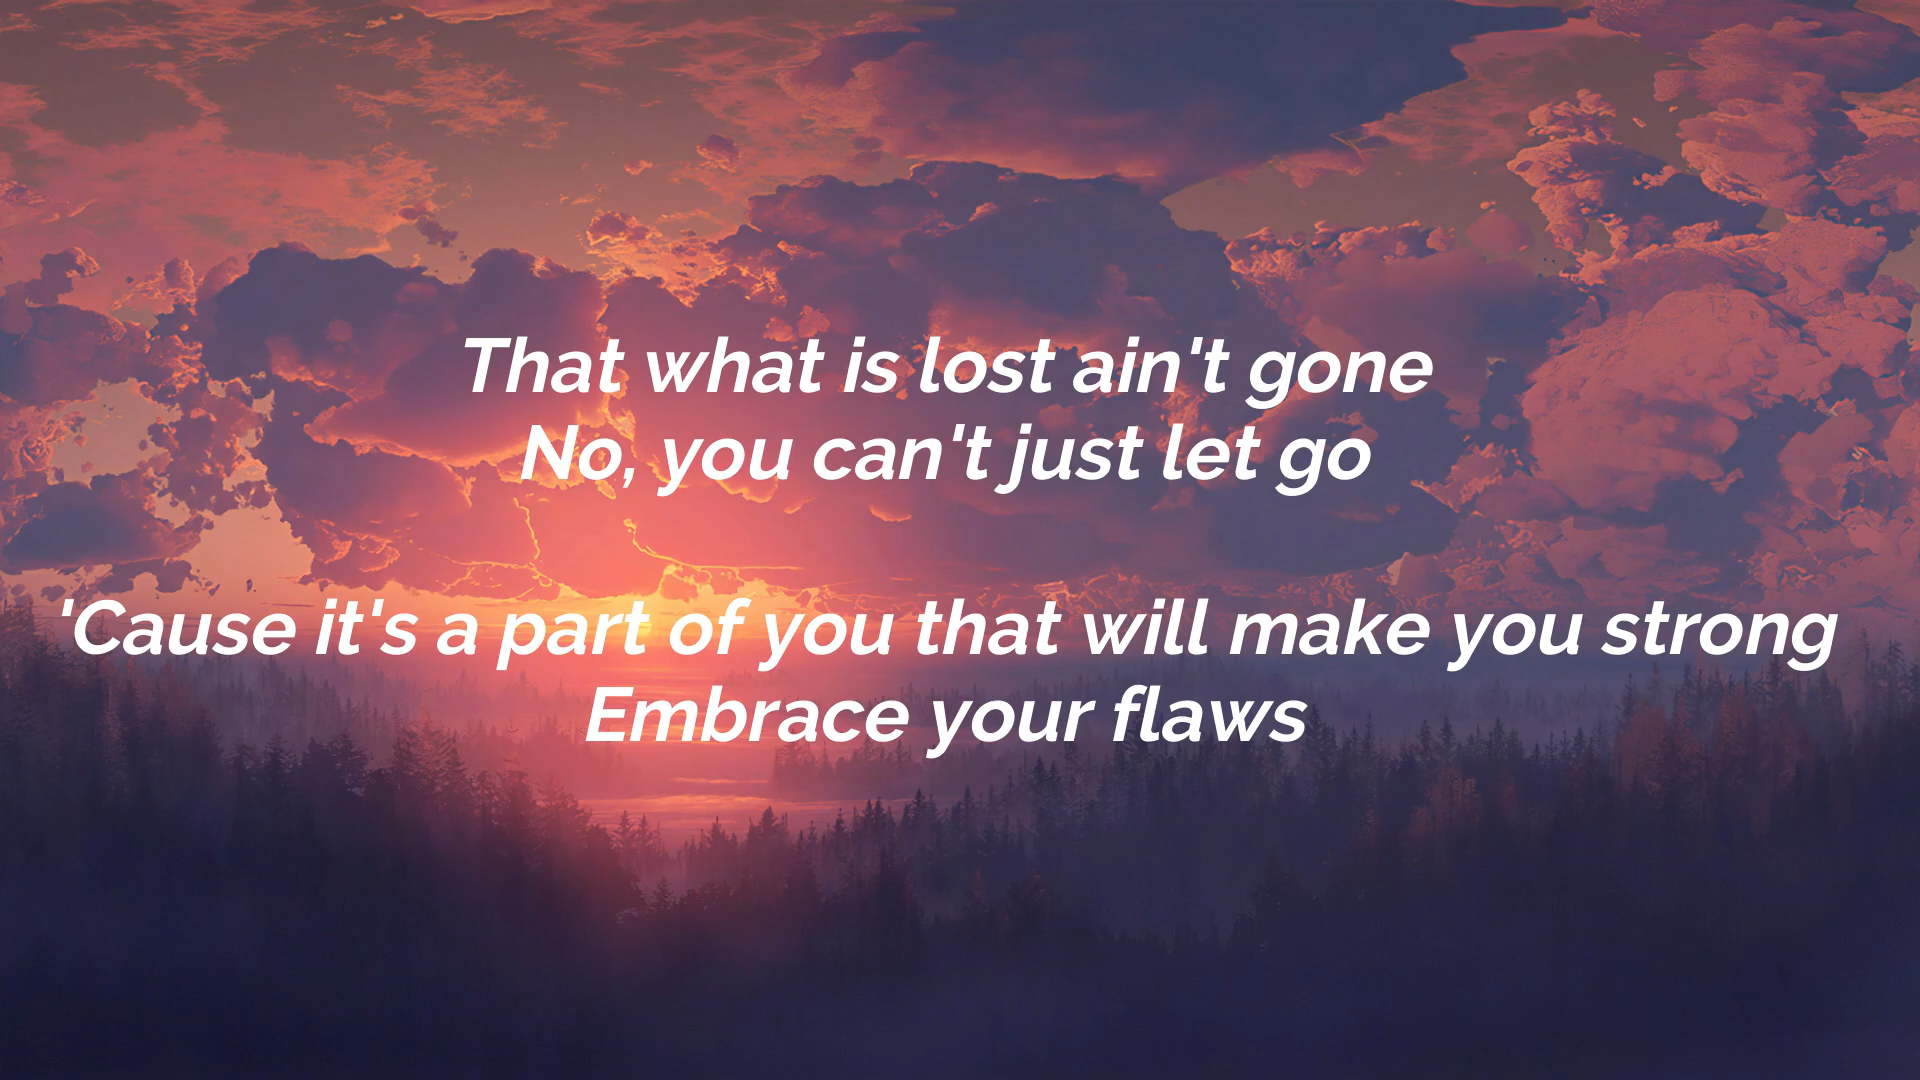 That what is lost ain't gone
No, you can't just let go
'Cause it's a part of you that will make you strong
Embrace your flaws